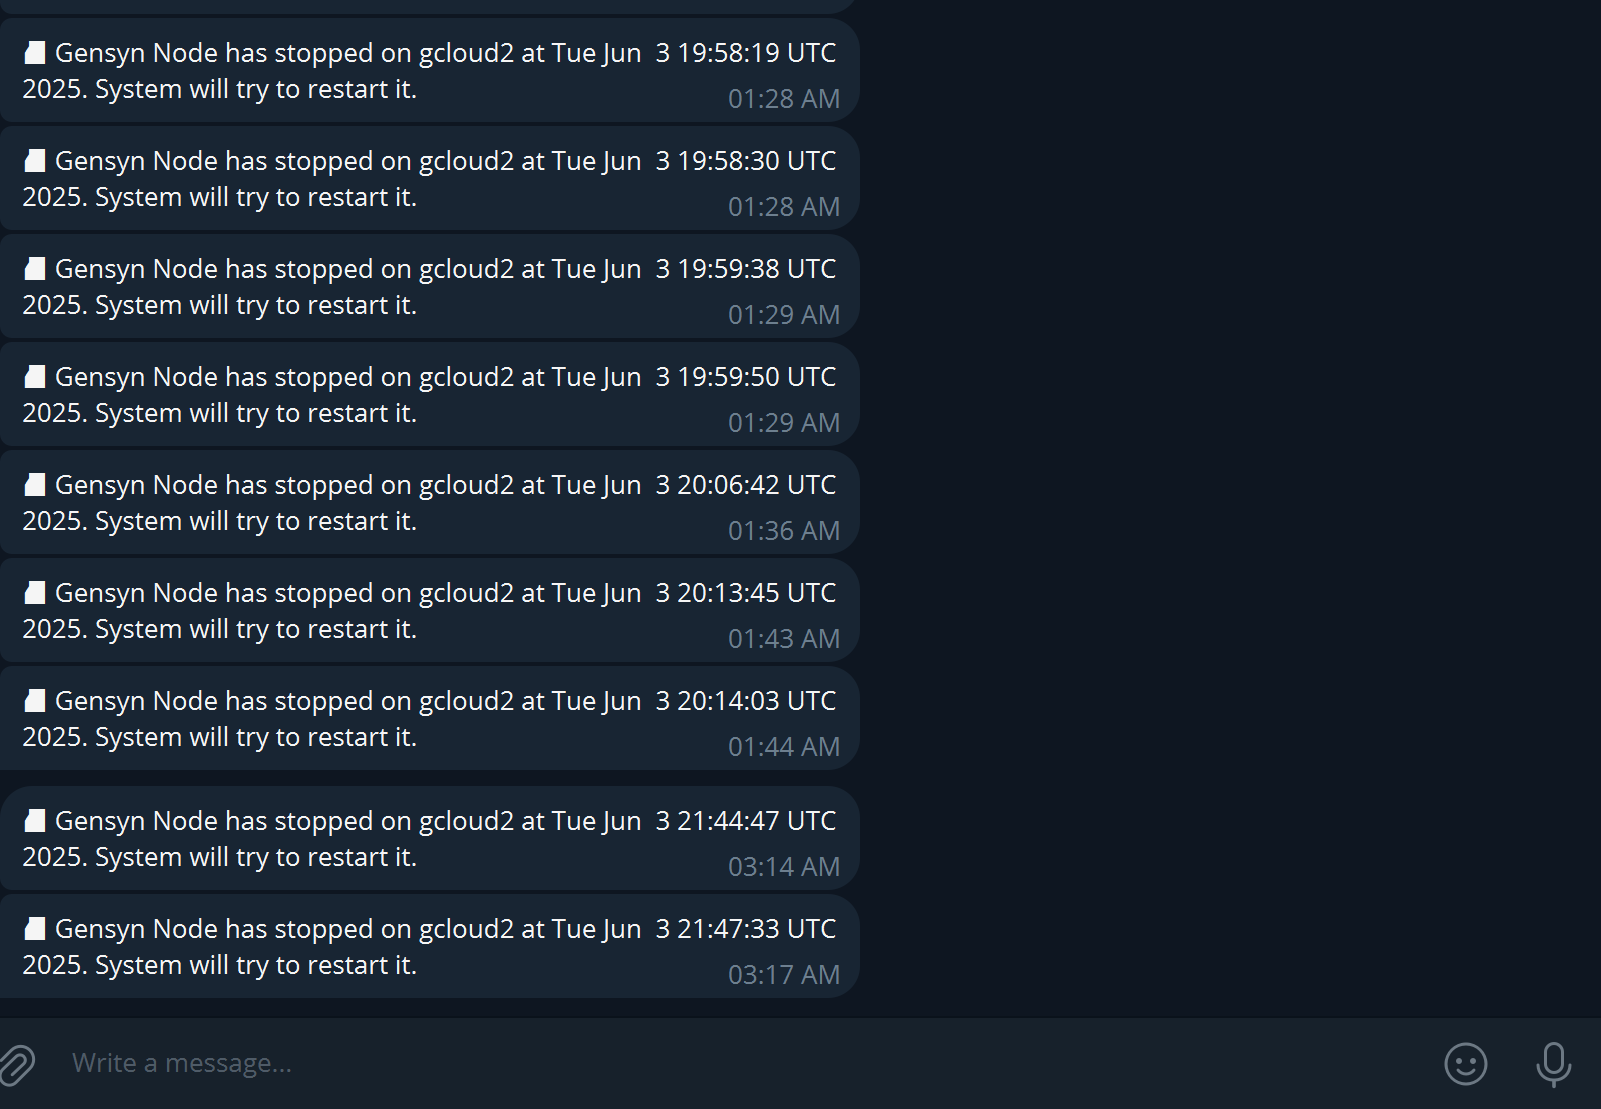 Gensyn Node has stopped on gcloud2 at Tue Jun  3 19:58:19 UTC
2025. System will try to restart it.
01:28 AM
Gensyn Node has stopped on gcloud2 at Tue Jun  3 19:58:30 UTC
2025. System will try to restart it.
01:28 AM
Gensyn Node has stopped on gcloud2 at Tue Jun  3 19:59:38 UTC
2025. System will try to restart it.
01:29 AM
Gensyn Node has stopped on gcloud2 at Tue Jun  3 19:59:50 UTC
2025. System will try to restart it.
01:29 AM
Gensyn Node has stopped on gcloud2 at Tue Jun  3 20:06:42 UTC
2025. System will try to restart it.
01:36 AM
Gensyn Node has stopped on gcloud2 at Tue Jun  3 20:13:45 UTC
2025. System will try to restart it.
01:43 AM
Gensyn Node has stopped on gcloud2 at Tue Jun  3 20:14:03 UTC
2025. System will try to restart it.
01:44 AM
Gensyn Node has stopped on gcloud2 at Tue Jun  3 21:44:47 UTC
2025. System will try to restart it.
03:14 AM
Gensyn Node has stopped on gcloud2 at Tue Jun  3 21:47:33 UTC
2025. System will try to restart it.
03:17 AM
Write a message...